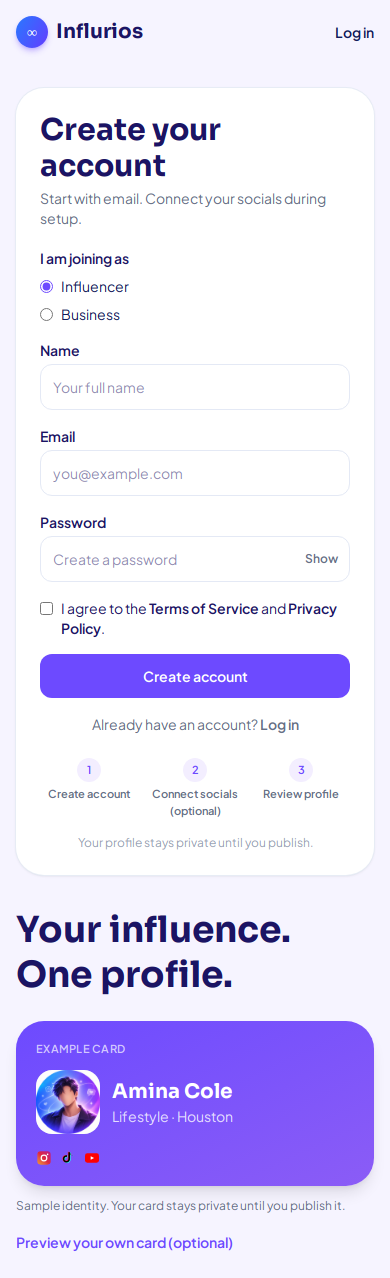 ∞ Influrios
Log in
Create your
account
Start with email. Connect your socials during
setup.
I am joining as
Influencer
Business
Name
Your full name
Email
you@example.com
Password
Create a password
Show
I agree to the Terms of Service and Privacy
Policy.
Create account
Already have an account? Log in
1
Create account
2
Connect socials
(optional)
3
Review profile
Your profile stays private until you publish.
Your influence.
One profile.
EXAMPLE CARD
Amina Cole
Lifestyle · Houston
Sample identity. Your card stays private until you publish it.
Preview your own card (optional)